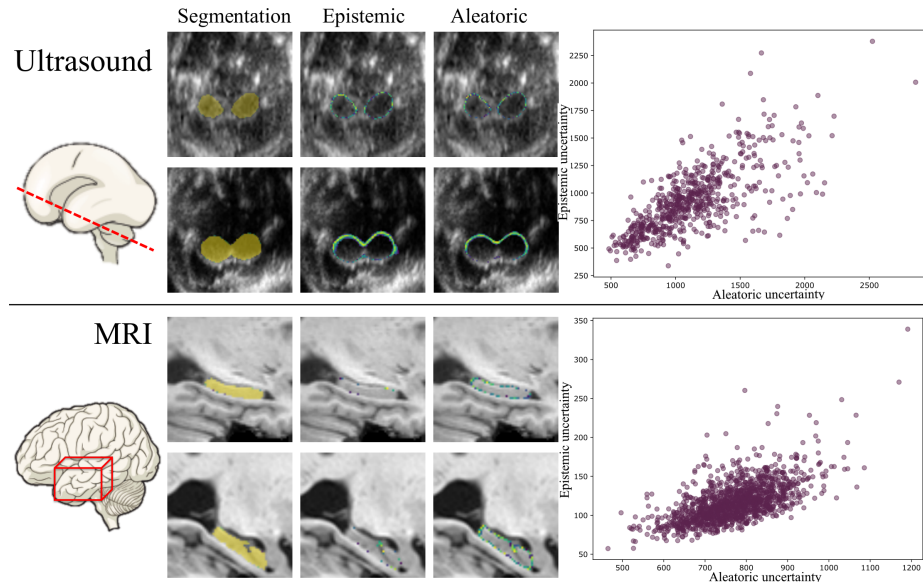 Segmentation Epistemic Aleatoric
Ultrasound
2250
2000
1750
1500
1250
1000
750
500
250
Epistemic uncertainty
500 1000 1500 2000 2500
Aleatoric uncertainty
MRI
350
300
250
200
150
100
50
Epistemic uncertainty
500 600 700 800 900 1000 1100 1200
Aleatoric uncertainty